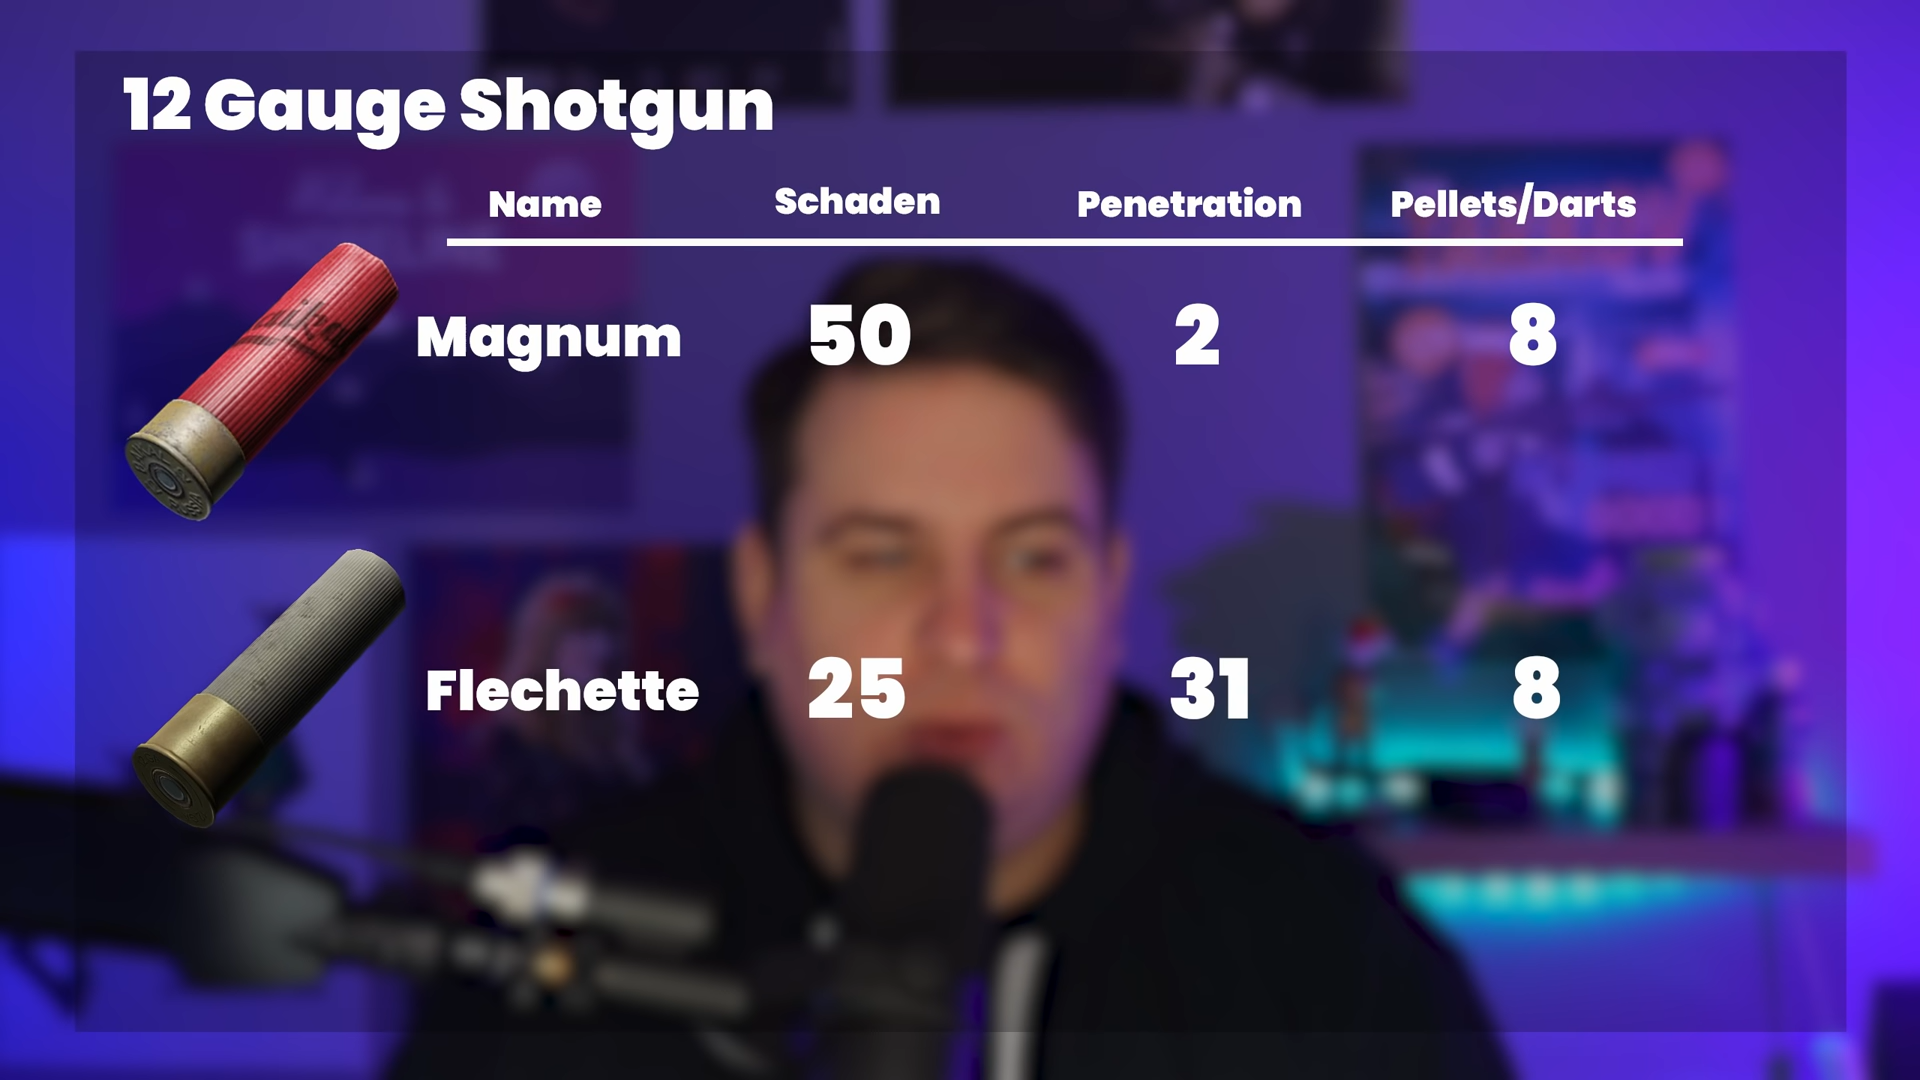 12 Gauge Shotgun
Name Schaden Penetration Pellets/Darts
Magnum 50 2 8
Flechette 25 31 8